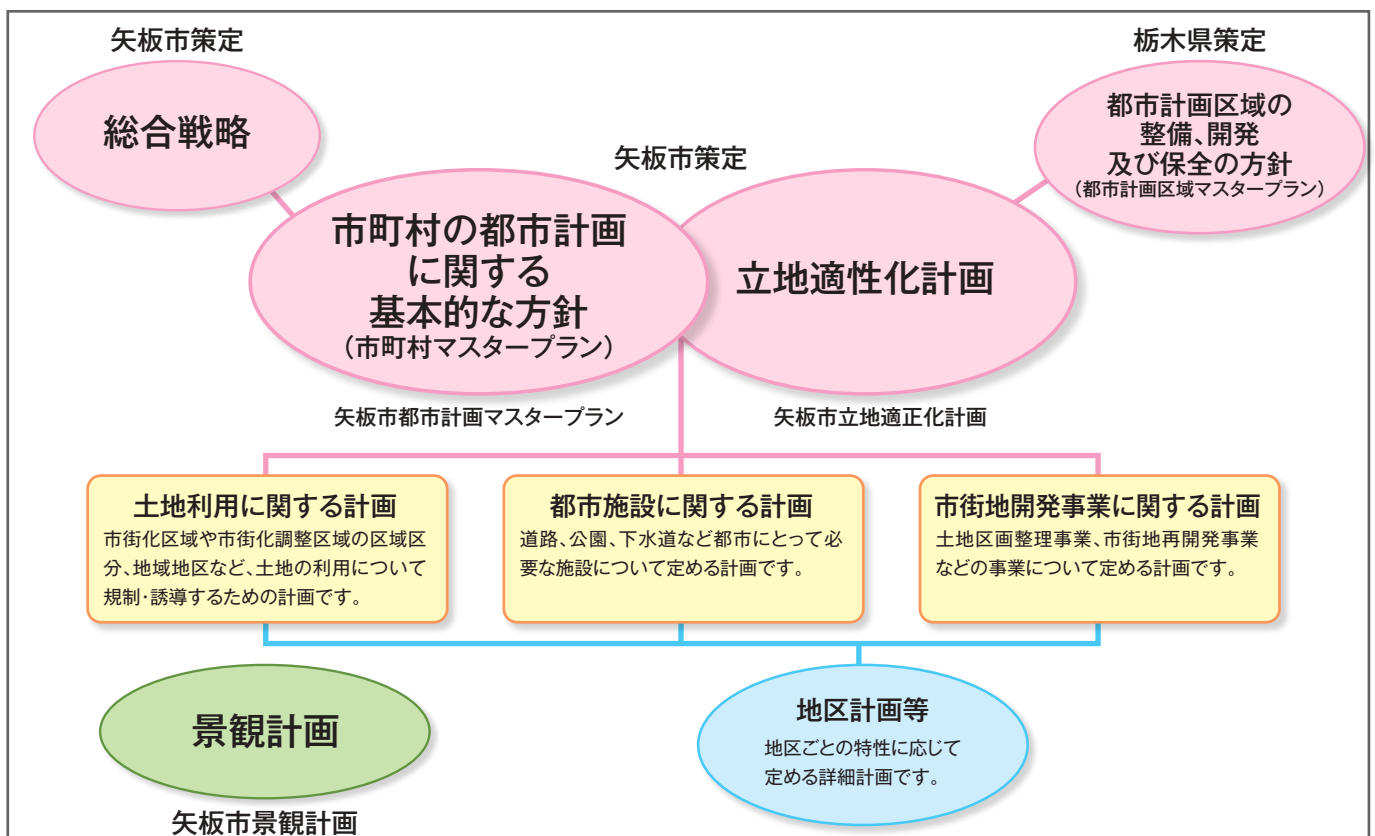 矢板市策定
総合戦略
栃木県策定
都市計画区域の
整備、開発
及び保全の方針
（都市計画区域マスタープラン）
矢板市策定
市町村の都市計画
に関する
基本的な方針
（市町村マスタープラン）
立地適性化計画
矢板市都市計画マスタープラン
矢板市立地適正化計画
土地利用に関する計画
市街化区域や市街化調整区域の区域区
分、地域地区など、土地の利用について
規制・誘導するための計画です。
都市施設に関する計画
道路、公園、下水道など都市にとって必
要な施設について定める計画です。
市街地開発事業に関する計画
土地区画整理事業、市街地再開発事業
などの事業について定める計画です。
景観計画
矢板市景観計画
地区計画等
地区ごとの特性に応じて
定める詳細計画です。